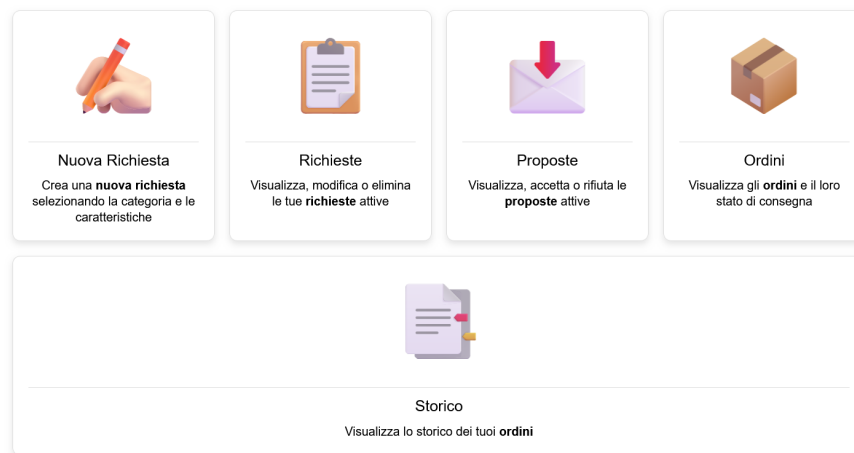 Nuova Richiesta
Crea una nuova richiesta
selezionando la categoria e le
caratteristiche
Richieste
Visualizza, modifica o elimina
le tue richieste attive
Proposte
Visualizza, accetta o rifiuta le
proposte attive
Ordini
Visualizza gli ordini e il loro
stato di consegna
Storico
Visualizza lo storico dei tuoi ordini